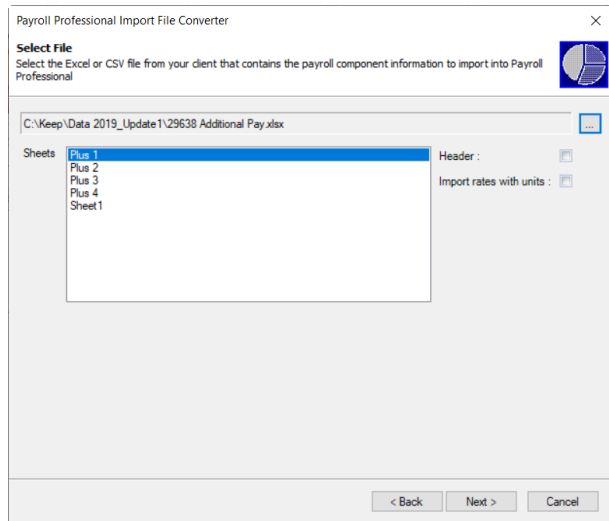 Payroll Professional Import File Converter
Select File
Select the Excel or CSV file from your client that contains the payroll component information to import into Payroll
Professional
C:\Keep\Data 2019_Update1\29638 Additional Pay.xlsx
...
Sheets
Plus 1
Plus 2
Plus 3
Plus 4
Sheet1
Header :
Import rates with units :
< Back
Next >
Cancel